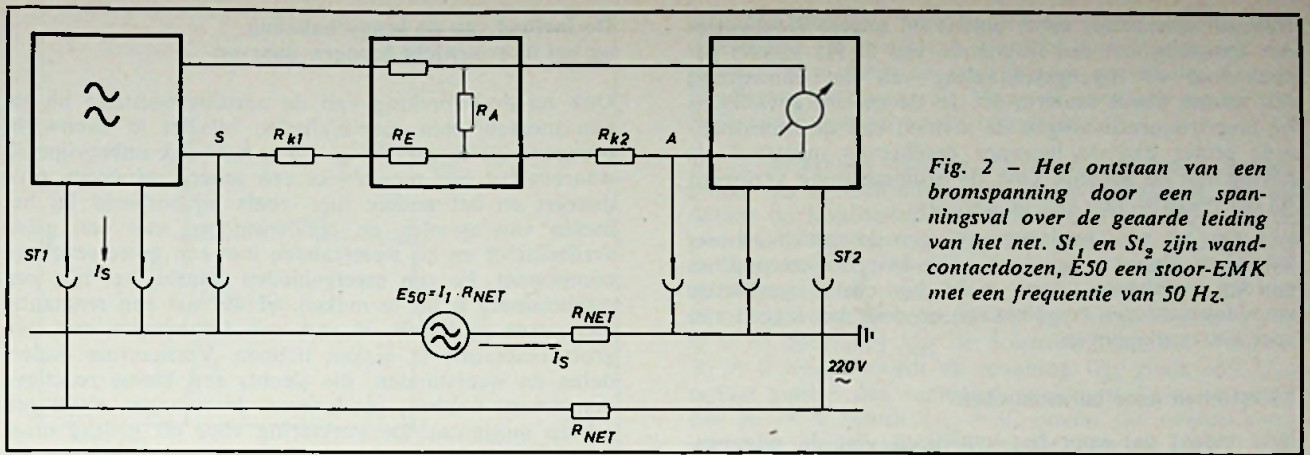 S
R_k1
R_E
R_A
R_k2
A
ST1
I_S
E_50=I_1·R_NET
I_S
R_NET
ST2
220V
~
R_NET
Fig. 2 – Het ontstaan van een
bromspanning door een span-
ningsval over de geaarde leiding
van het net. St_1 en St_2 zijn wand-
contactdozen, E50 een stoor-EMK
met een frequentie van 50 Hz.